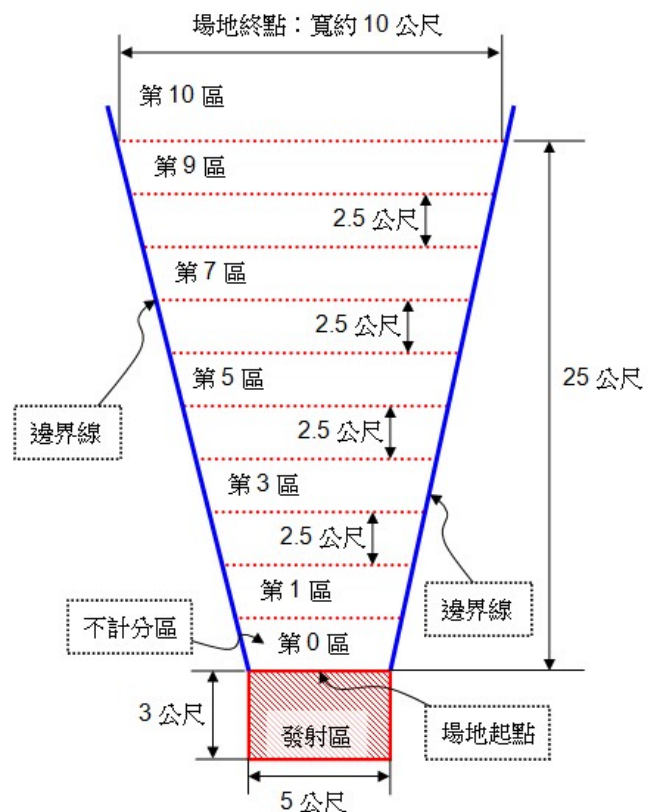 場地終點：寬約 10 公尺
第 10 區
第 9 區
2.5 公尺
第 7 區
2.5 公尺
第 5 區
25 公尺
邊界線
2.5 公尺
第 3 區
2.5 公尺
第 1 區
邊界線
不計分區
第 0 區
3 公尺
發射區
場地起點
5 公尺